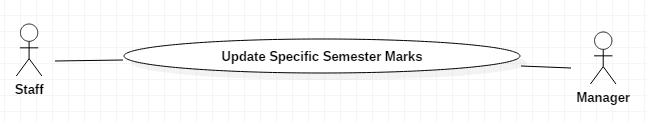 Update Specific Semester Marks
Staff
Manager